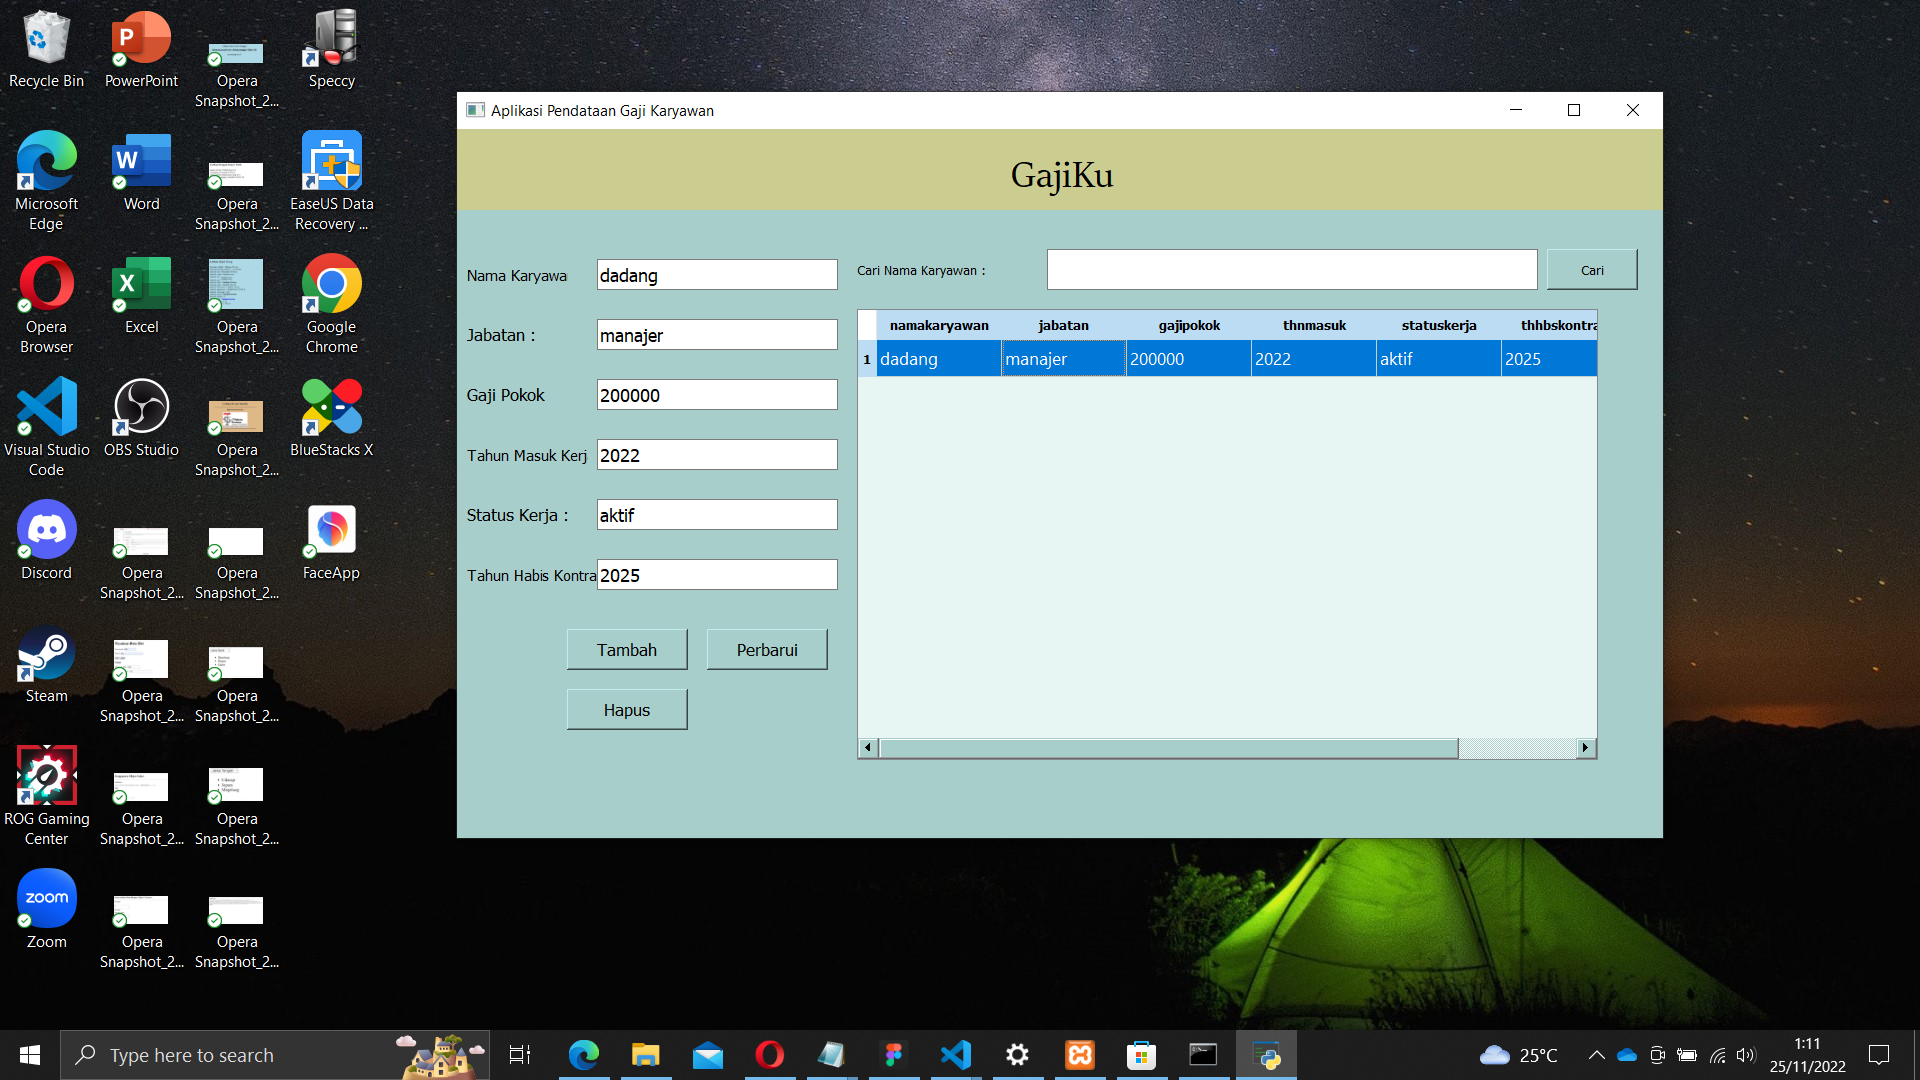 Recycle Bin
PowerPoint
Opera
Snapshot_2...
Speccy
Microsoft
Edge
Word
Opera
Snapshot_2...
EaseUS Data
Recovery ...
Opera
Browser
Excel
Opera
Snapshot_2...
Google
Chrome
Visual Studio
Code
OBS Studio
Opera
Snapshot_2...
BlueStacks X
Discord
Opera
Snapshot_2...
Opera
Snapshot_2...
FaceApp
Steam
Opera
Snapshot_2...
Opera
Snapshot_2...
ROG Gaming
Center
Opera
Snapshot_2...
Opera
Snapshot_2...
zoom
Zoom
Opera
Snapshot_2...
Opera
Snapshot_2...
Aplikasi Pendataan Gaji Karyawan
GajiKu
Nama Karyawa
dadang
Jabatan :
manajer
Gaji Pokok
200000
Tahun Masuk Kerj
2022
Status Kerja :
aktif
Tahun Habis Kontra
2025
Tambah
Perbarui
Hapus
Cari Nama Karyawan :
Cari
namakaryawan jabatan gajipokok thnmasuk statuskerja thhbskontra
1 dadang manajer 200000 2022 aktif 2025
Type here to search
25°C
1:11
25/11/2022